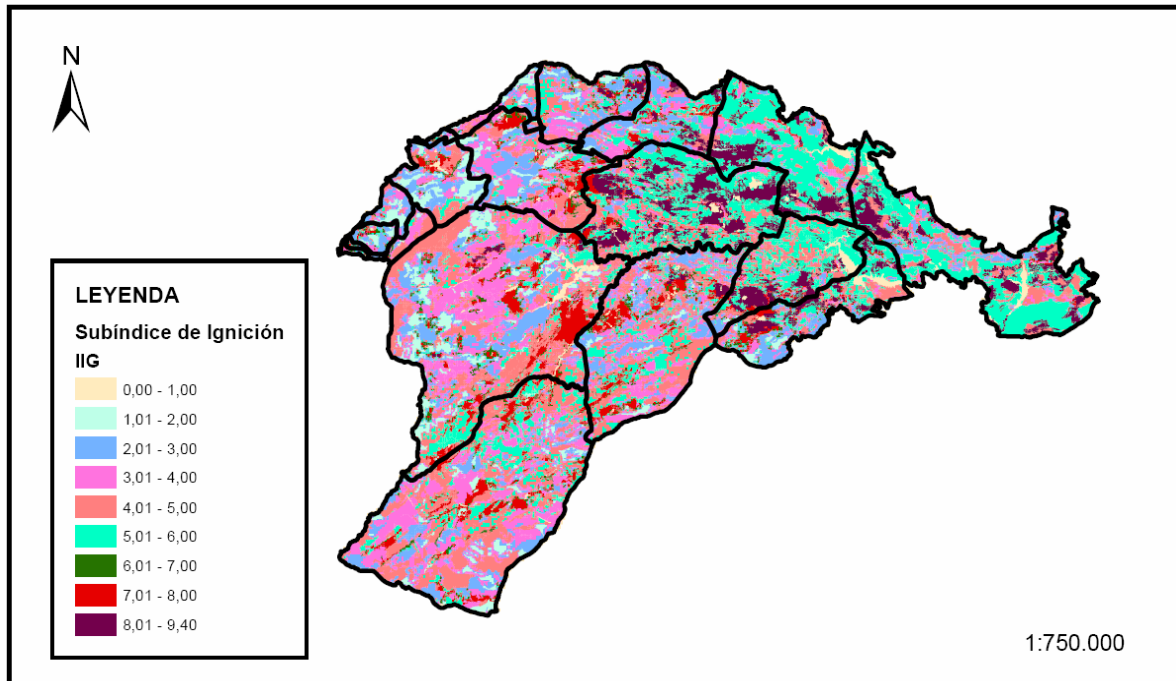 N
LEYENDA
Subíndice de Ignición
IIG
0,00 - 1,00
1,01 - 2,00
2,01 - 3,00
3,01 - 4,00
4,01 - 5,00
5,01 - 6,00
6,01 - 7,00
7,01 - 8,00
8,01 - 9,40
1:750.000